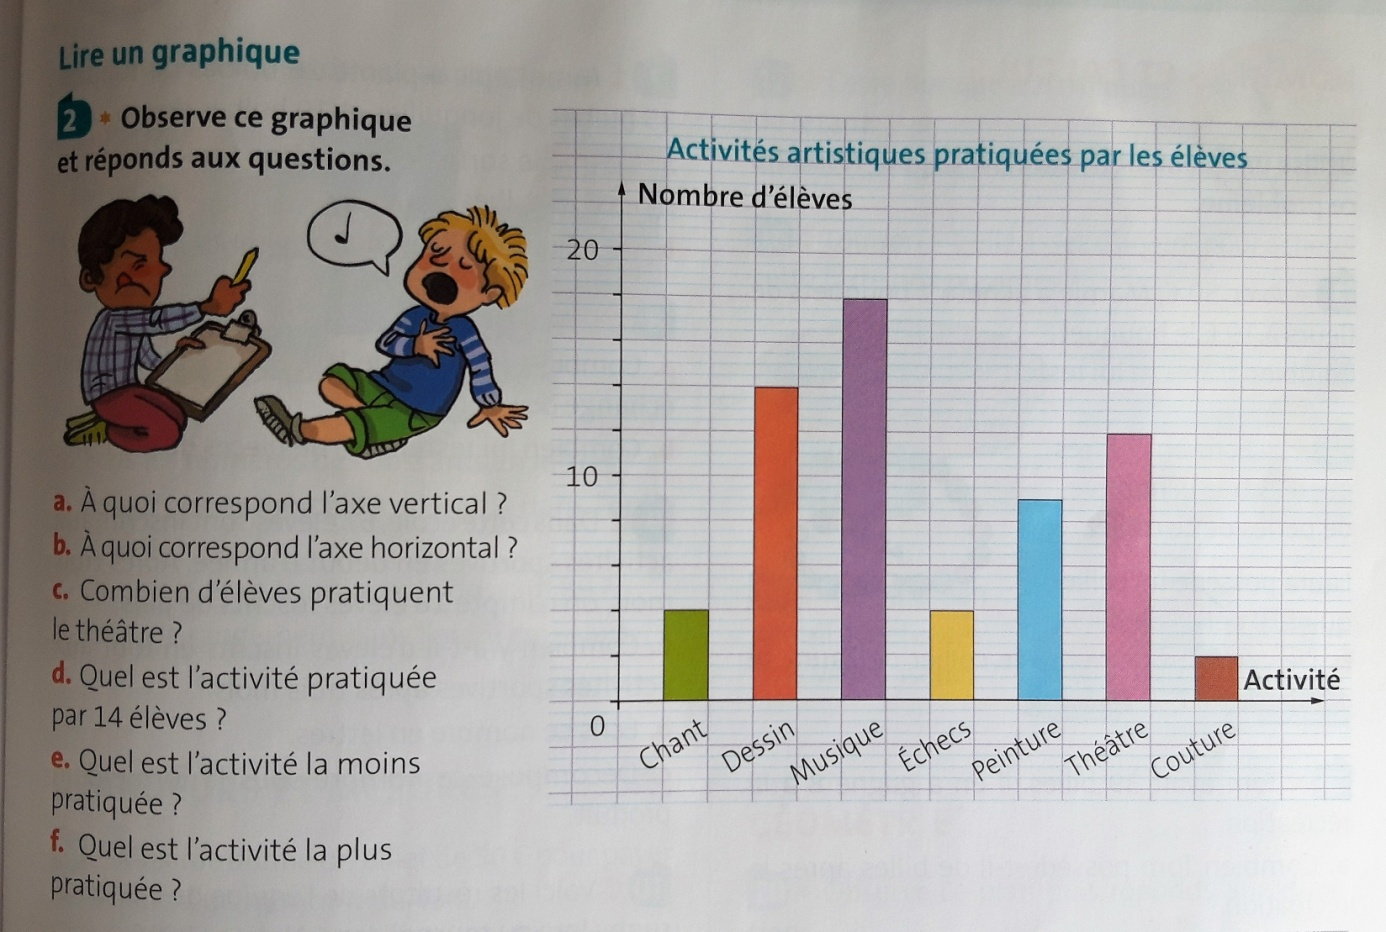 Lire un graphique
2 * Observe ce graphique
et réponds aux questions.
a. À quoi correspond l'axe vertical ?
b. À quoi correspond l'axe horizontal ?
c. Combien d'élèves pratiquent
le théâtre ?
d. Quel est l'activité pratiquée
par 14 élèves ?
e. Quel est l'activité la moins
pratiquée ?
f. Quel est l'activité la plus
pratiquée ?
Activités artistiques pratiquées par les élèves
Nombre d'élèves
20
10
0
Activité
Chant
Dessin
Musique
Échecs
Peinture
Théâtre
Couture